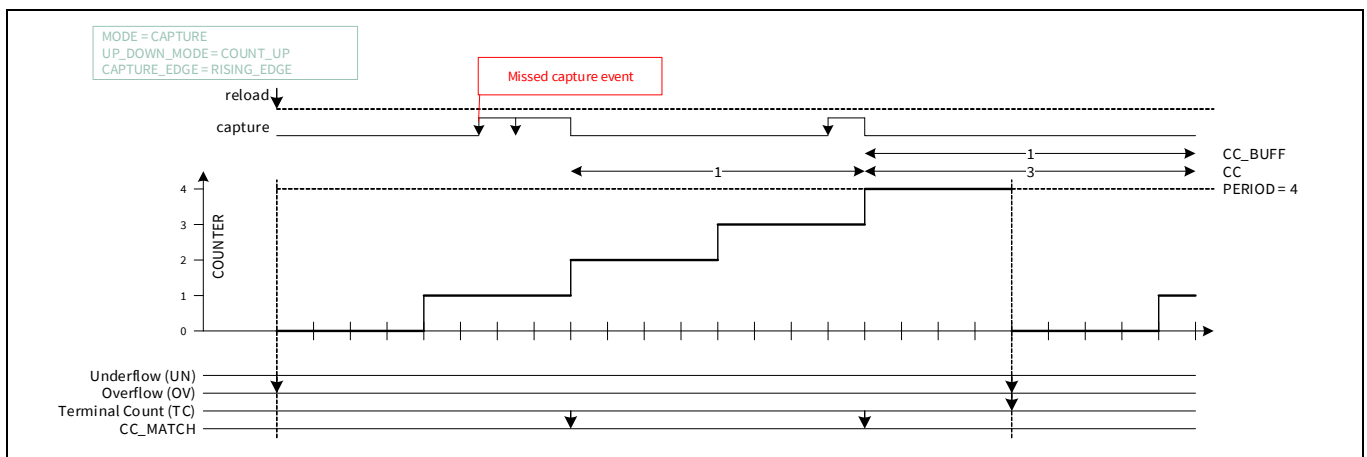 MODE = CAPTURE
UP_DOWN_MODE = COUNT_UP
CAPTURE_EDGE = RISING_EDGE
Missed capture event
reload
capture
1
CC_BUFF
1
3
CC
4
PERIOD = 4
3
2
1
0
COUNTER
Underflow (UN)
Overflow (OV)
Terminal Count (TC)
CC_MATCH